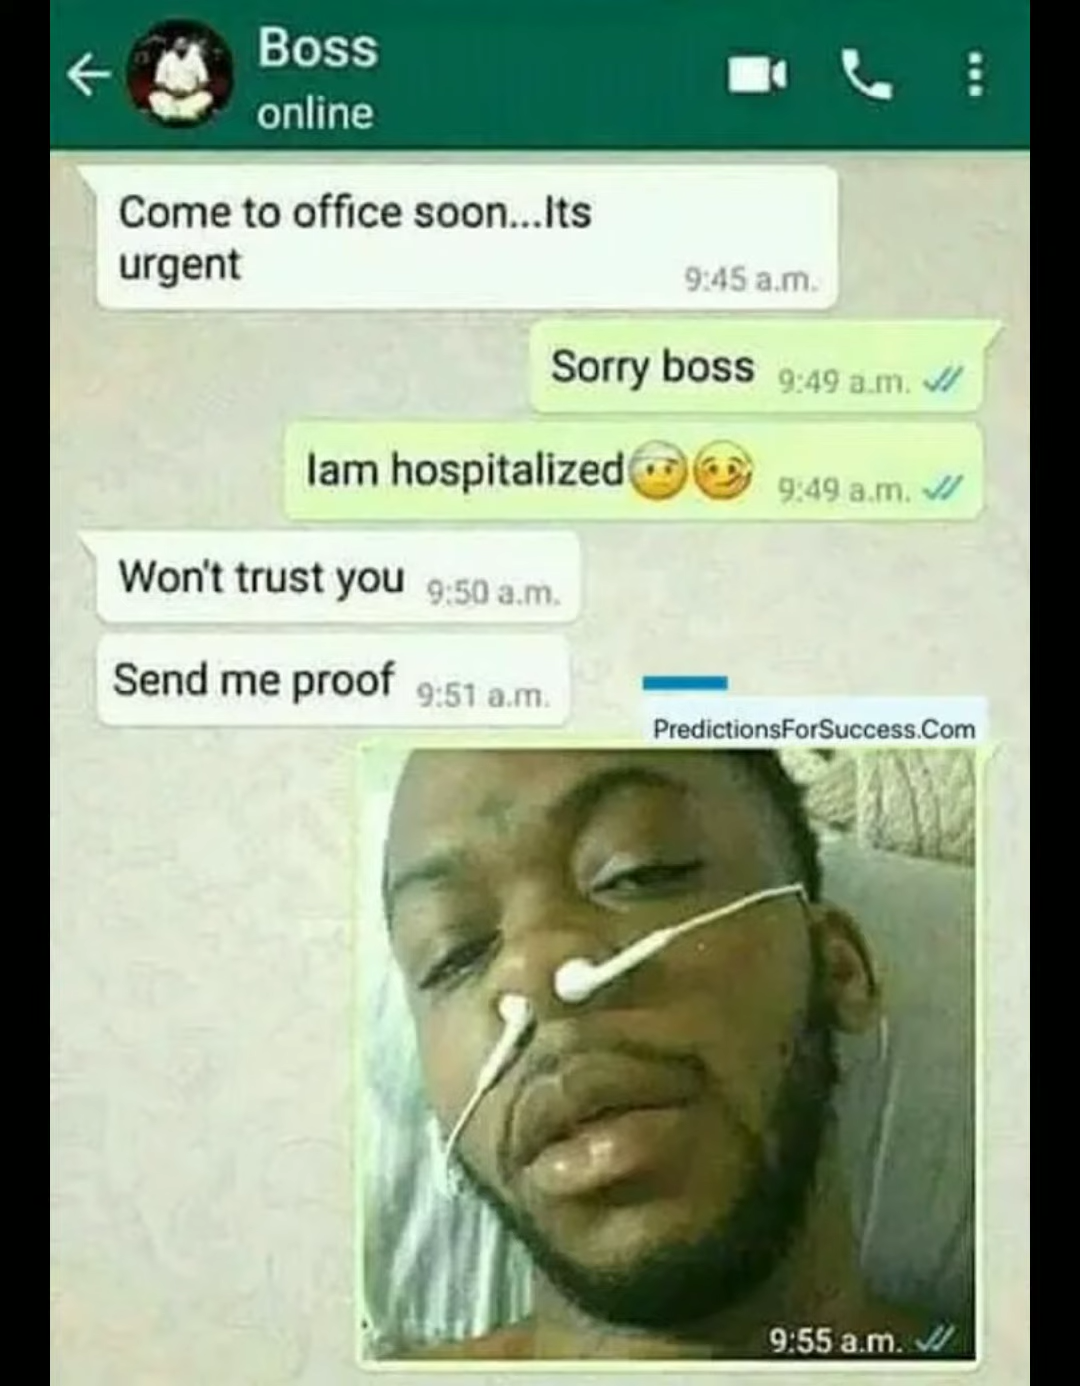 Boss
online
Come to office soon...Its
urgent
9:45 a.m.
Sorry boss 9:49 a.m.
Iam hospitalized🤕🤒 9:49 a.m.
Won't trust you 9:50 a.m.
Send me proof 9:51 a.m.
PredictionsForSuccess.Com
9:55 a.m.